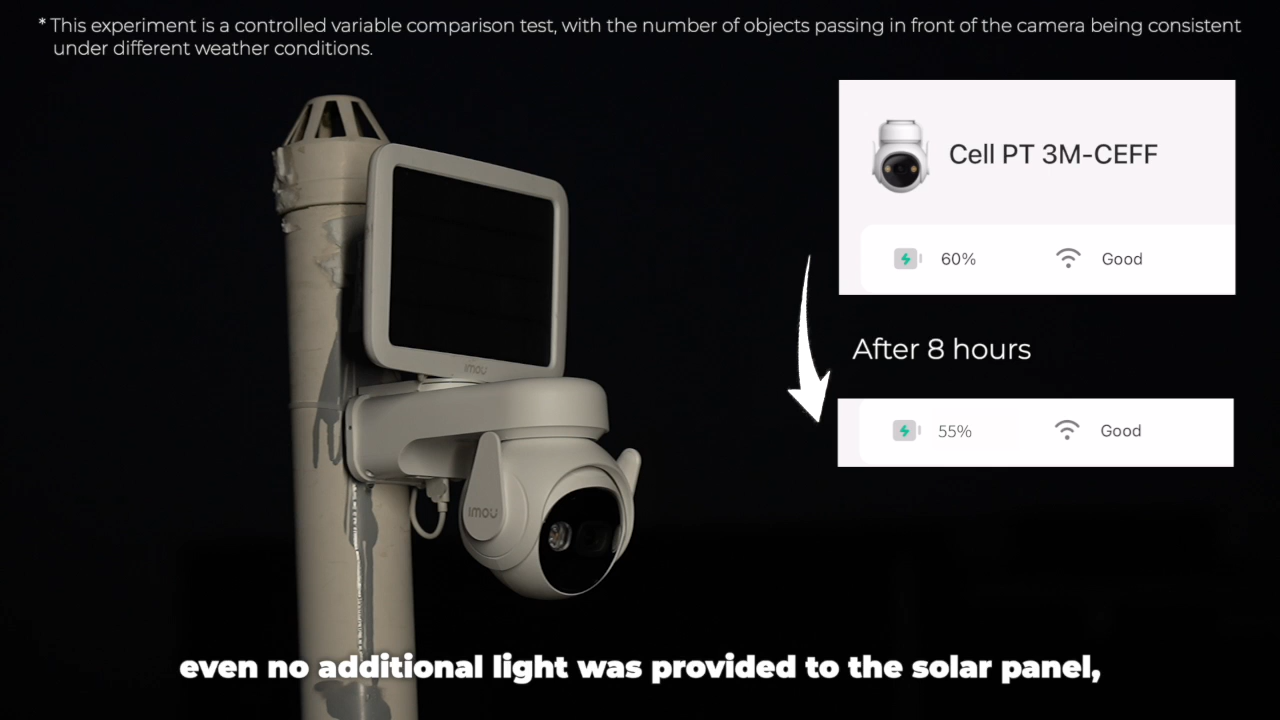 * This experiment is a controlled variable comparison test, with the number of objects passing in front of the camera being consistent
under different weather conditions.
Cell PT 3M-CEFF
60%
Good
After 8 hours
55%
Good
imou
imou
even no additional light was provided to the solar panel,